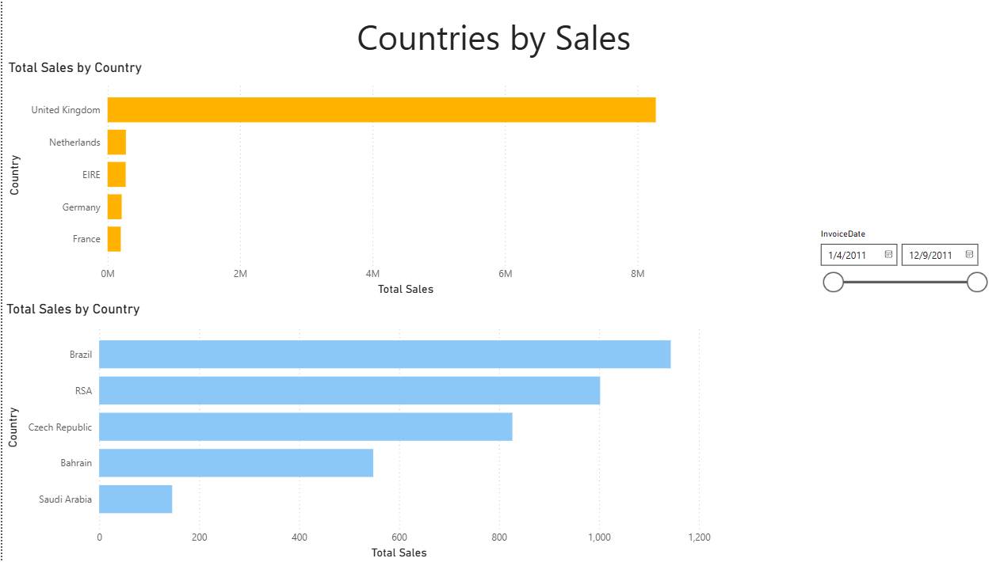 Countries by Sales
Total Sales by Country
Country
United Kingdom
Netherlands
EIRE
Germany
France
0M 2M 4M 6M 8M
Total Sales
InvoiceDate
1/4/2011 12/9/2011
Total Sales by Country
Country
Brazil
RSA
Czech Republic
Bahrain
Saudi Arabia
0 200 400 600 800 1,000 1,200
Total Sales